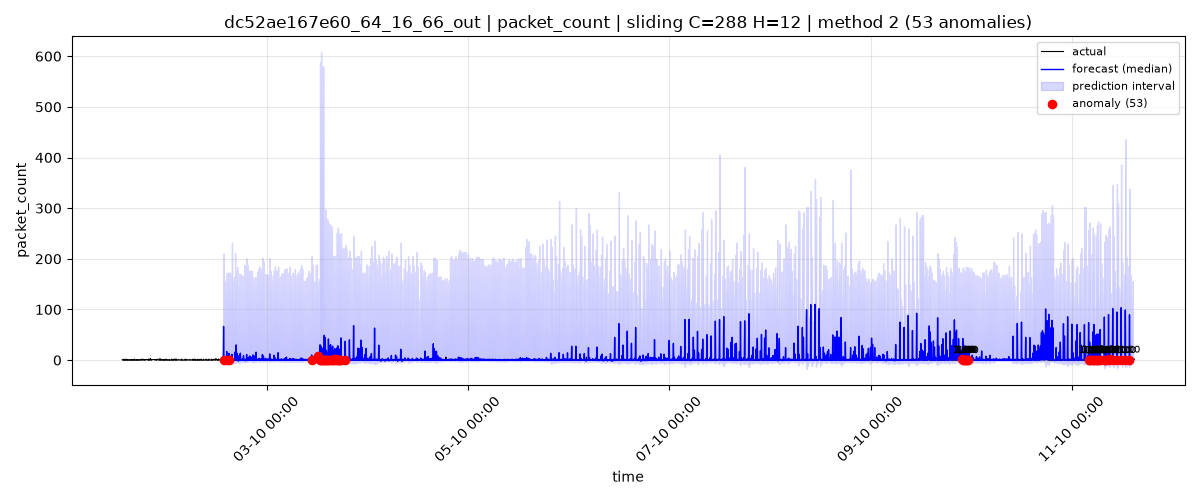 dc52ae167e60_64_16_66_out | packet_count | sliding C=288 H=12 | method 2 (53 anomalies)
actual
forecast (median)
prediction interval
anomaly (53)
600
500
400
300
200
100
0
packet_count
03-10 00:00
05-10 00:00
07-10 00:00
09-10 00:00
11-10 00:00
time